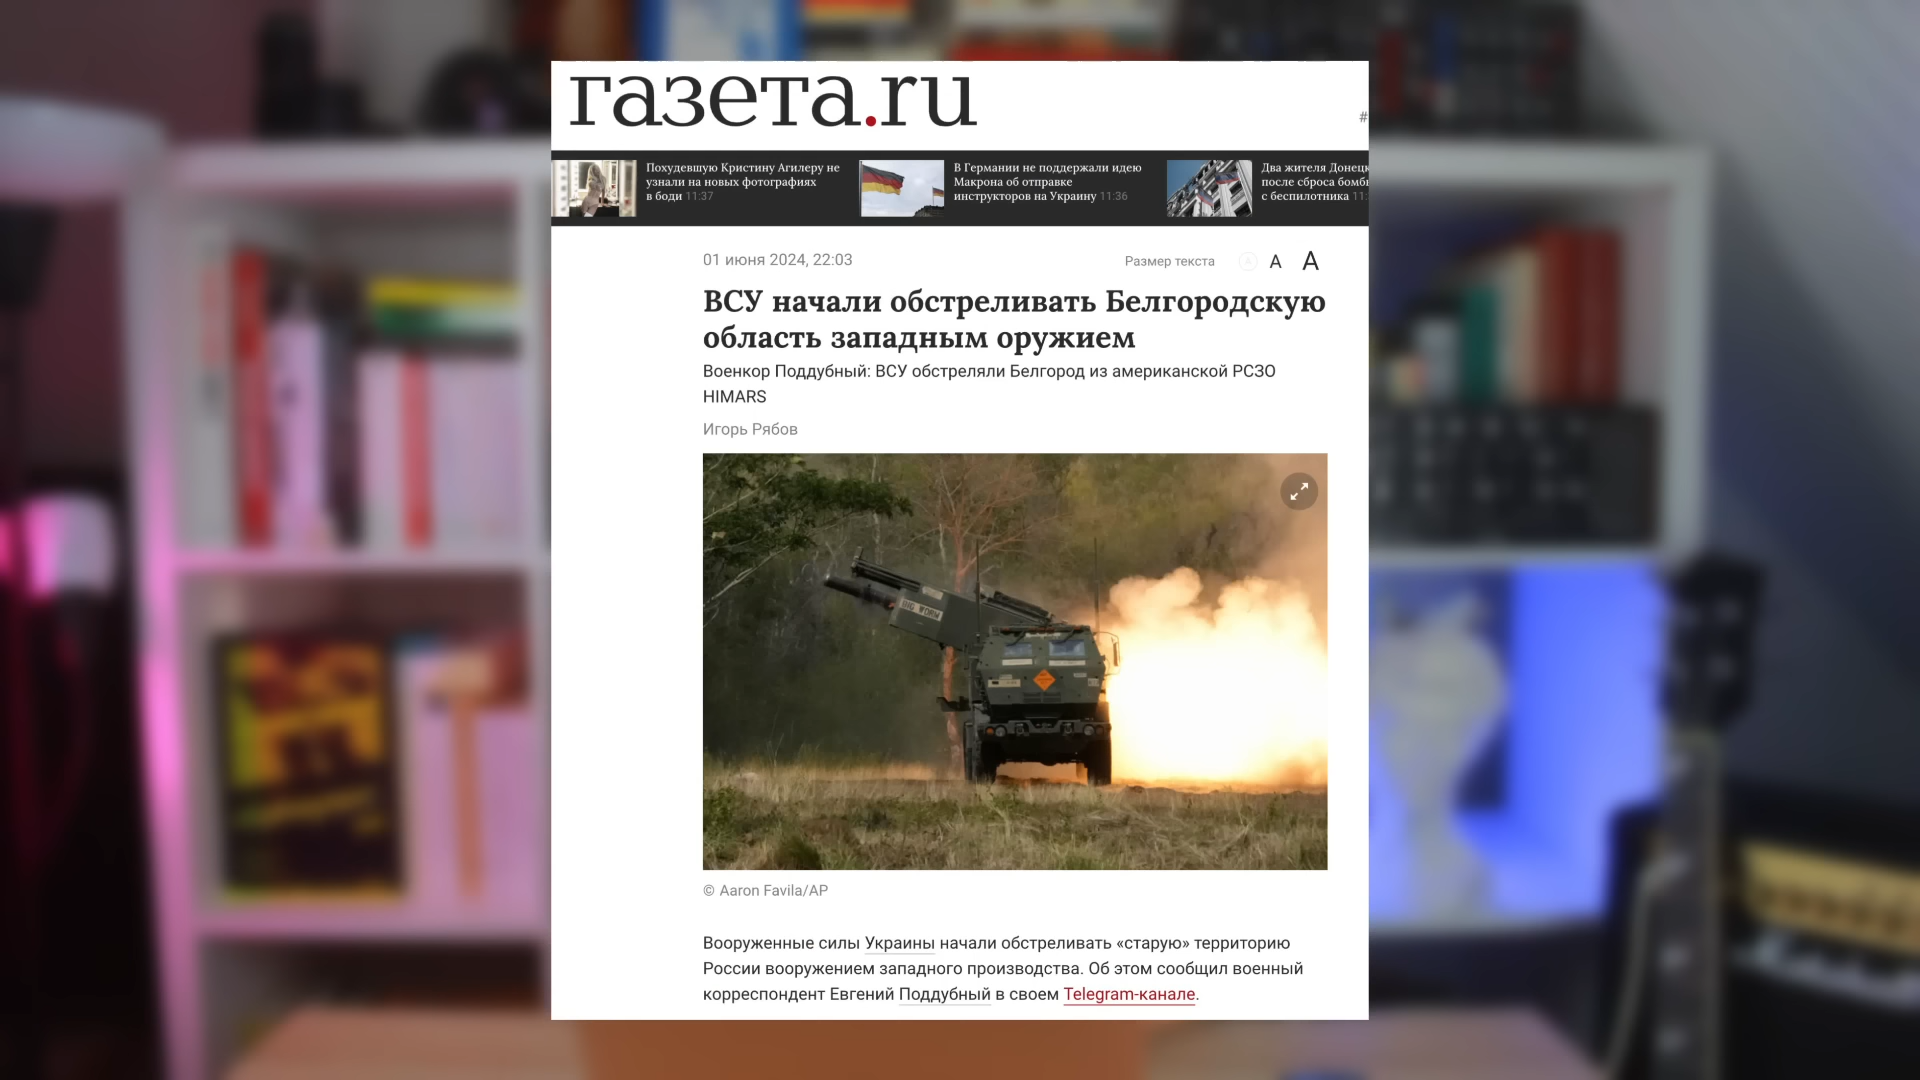 газета.ru
#
Похудевшую Кристину Агилеру не
узнали на новых фотографиях
в боди 11:37
В Германии не поддержали идею
Макрона об отправке
инструкторов на Украину 11:36
Два жителя Донецк
после сброса бомб
с беспилотника 11:
01 июня 2024, 22:03
Размер текста A A
ВСУ начали обстреливать Белгородскую
область западным оружием
Военкор Поддубный: ВСУ обстреляли Белгород из американской РСЗО
HIMARS
Игорь Рябов
BIG WORM
© Aaron Favila/AP
Вооруженные силы Украины начали обстреливать «старую» территорию
России вооружением западного производства. Об этом сообщил военный
корреспондент Евгений Поддубный в своем Telegram-канале.